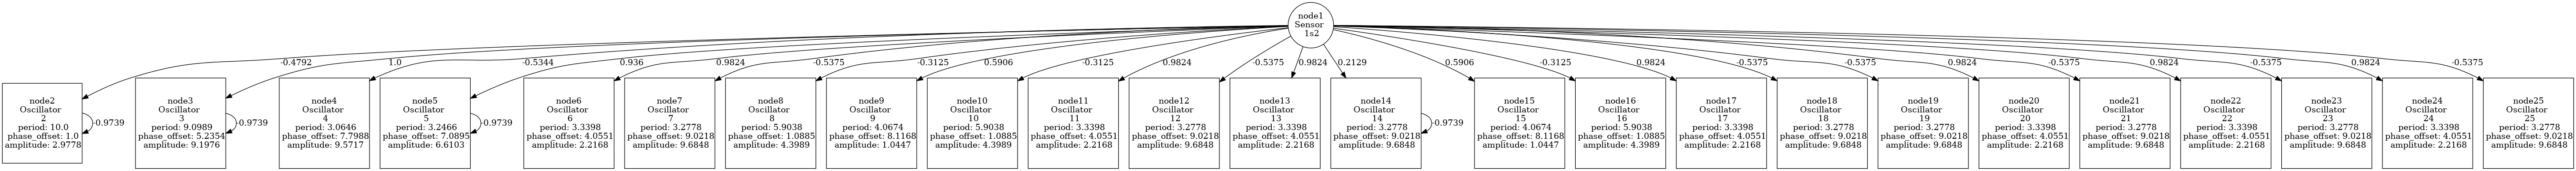 node1
Sensor
1s2
-0.4792
1.0
-0.5344
0.936
0.9824
-0.5375
-0.3125
0.5906
-0.3125
0.9824
-0.5375
0.9824
0.2129
0.5906
-0.3125
0.9824
-0.5375
-0.5375
0.9824
-0.5375
0.9824
-0.5375
0.9824
-0.5375
node2
Oscillator
2
period: 10.0
phase_offset: 1.0
amplitude: 2.9778
-0.9739
node3
Oscillator
3
period: 9.0989
phase_offset: 5.2354
amplitude: 9.1976
-0.9739
node4
Oscillator
4
period: 3.0646
phase_offset: 7.7988
amplitude: 9.5717
node5
Oscillator
5
period: 3.2466
phase_offset: 7.0895
amplitude: 6.6103
-0.9739
node6
Oscillator
6
period: 3.3398
phase_offset: 4.0551
amplitude: 2.2168
node7
Oscillator
7
period: 3.2778
phase_offset: 9.0218
amplitude: 9.6848
node8
Oscillator
8
period: 5.9038
phase_offset: 1.0885
amplitude: 4.3989
node9
Oscillator
9
period: 4.0674
phase_offset: 8.1168
amplitude: 1.0447
node10
Oscillator
10
period: 5.9038
phase_offset: 1.0885
amplitude: 4.3989
node11
Oscillator
11
period: 3.3398
phase_offset: 4.0551
amplitude: 2.2168
node12
Oscillator
12
period: 3.2778
phase_offset: 9.0218
amplitude: 9.6848
node13
Oscillator
13
period: 3.3398
phase_offset: 4.0551
amplitude: 2.2168
node14
Oscillator
14
period: 3.2778
phase_offset: 9.0218
amplitude: 9.6848
-0.9739
node15
Oscillator
15
period: 4.0674
phase_offset: 8.1168
amplitude: 1.0447
node16
Oscillator
16
period: 5.9038
phase_offset: 1.0885
amplitude: 4.3989
node17
Oscillator
17
period: 3.3398
phase_offset: 4.0551
amplitude: 2.2168
node18
Oscillator
18
period: 3.2778
phase_offset: 9.0218
amplitude: 9.6848
node19
Oscillator
19
period: 3.2778
phase_offset: 9.0218
amplitude: 9.6848
node20
Oscillator
20
period: 3.3398
phase_offset: 4.0551
amplitude: 2.2168
node21
Oscillator
21
period: 3.2778
phase_offset: 9.0218
amplitude: 9.6848
node22
Oscillator
22
period: 3.3398
phase_offset: 4.0551
amplitude: 2.2168
node23
Oscillator
23
period: 3.2778
phase_offset: 9.0218
amplitude: 9.6848
node24
Oscillator
24
period: 3.3398
phase_offset: 4.0551
amplitude: 2.2168
node25
Oscillator
25
period: 3.2778
phase_offset: 9.0218
amplitude: 9.6848